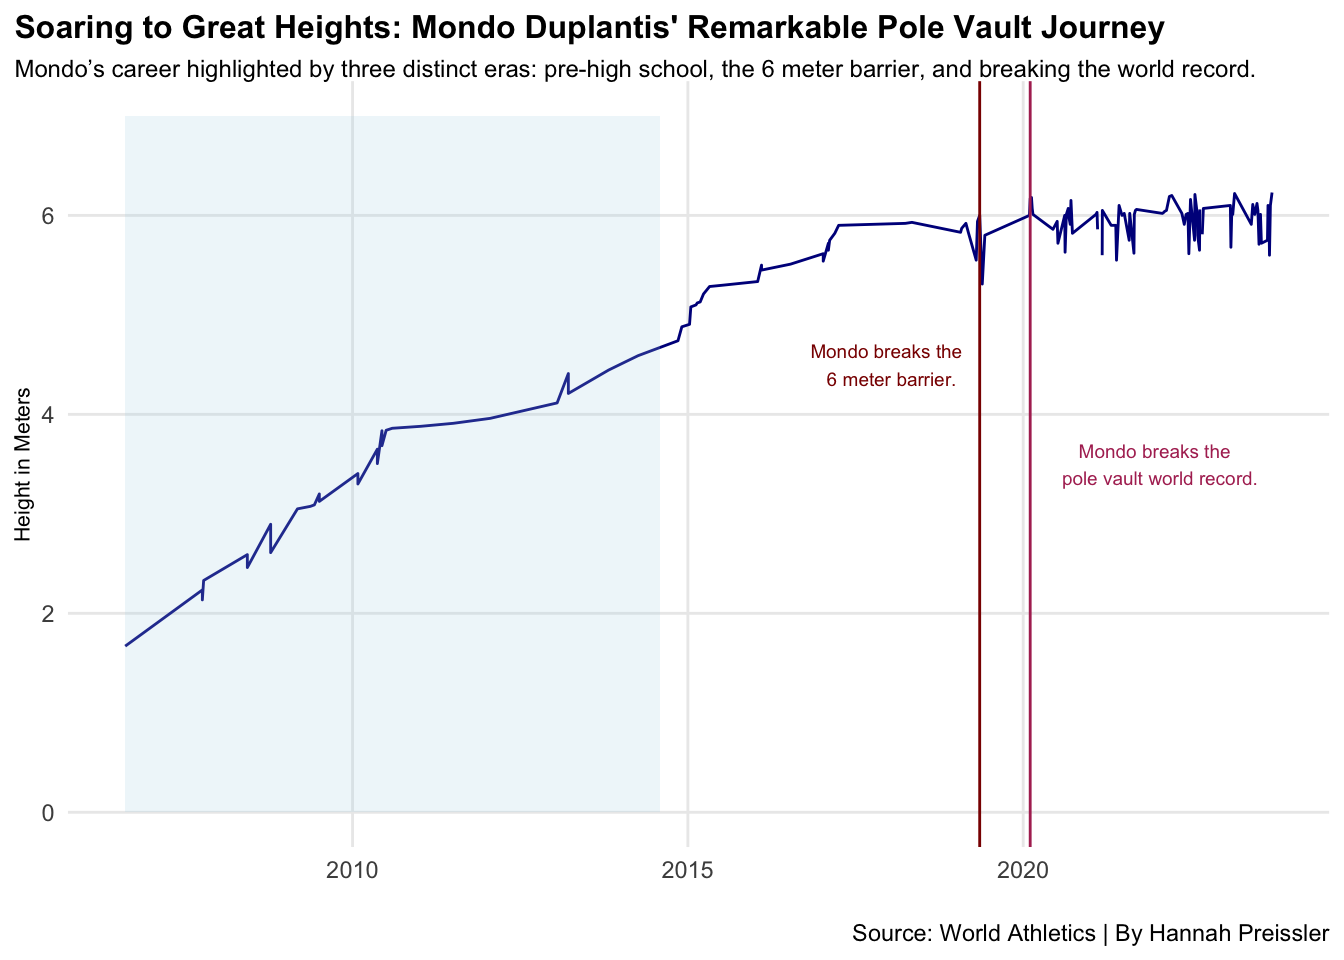 Soaring to Great Heights: Mondo Duplantis' Remarkable Pole Vault Journey
Mondo’s career highlighted by three distinct eras: pre-high school, the 6 meter barrier, and breaking the world record.
Height in Meters
6
4
2
0
Mondo breaks the
6 meter barrier.
Mondo breaks the
pole vault world record.
2010
2015
2020
Source: World Athletics | By Hannah Preissler